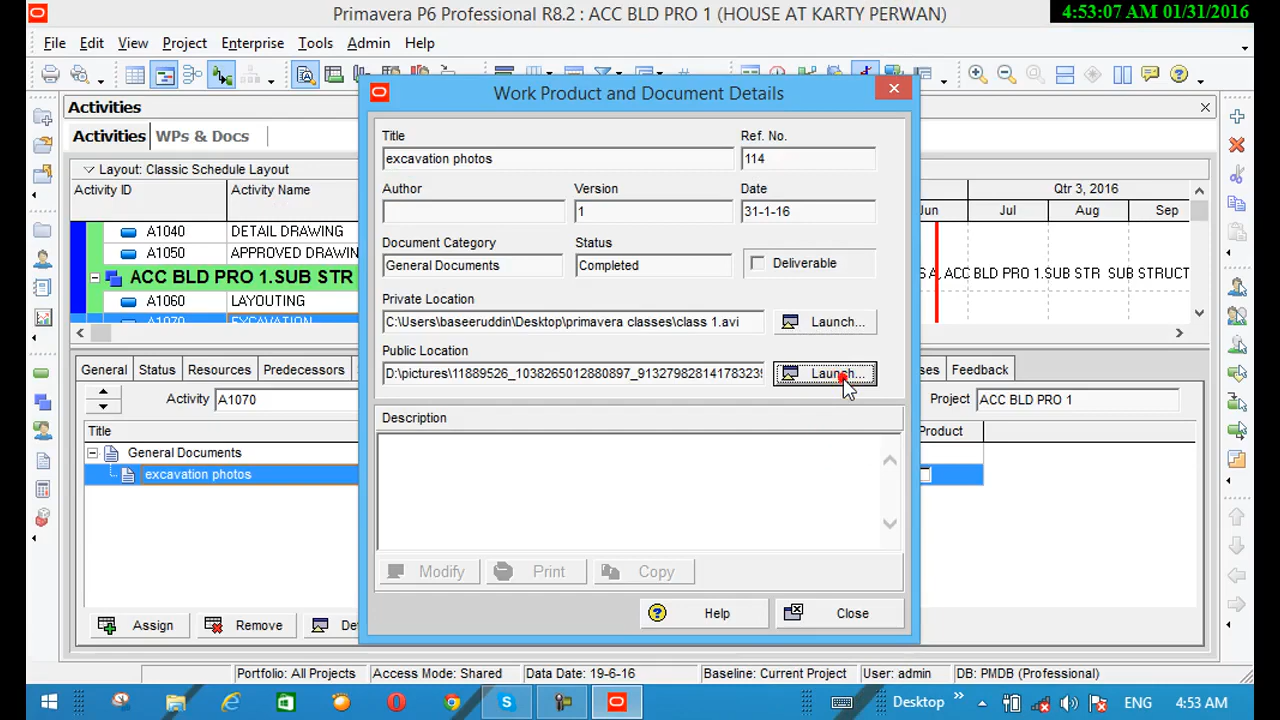 Primavera P6 Professional R8.2 : ACC BLD PRO 1 (HOUSE AT KARTY PERWAN)
4:53:07 AM 01/31/2016
File Edit View Project Enterprise Tools Admin Help
Activities
Activities WPs & Docs
Layout: Classic Schedule Layout
Activity ID Activity Name
Qtr 3, 2016
Jun Jul Aug Sep
A1040 DETAIL DRAWING
A1050 APPROVED DRAWING
ACC BLD PRO 1.SUB STR
ACC BLD PRO 1.SUB STR SUB STRUCT
A1060 LAYOUTING
A1070 EXCAVATION
General Status Resources Predecessors
Feedback
Activity A1070
Project ACC BLD PRO 1
Title
Product
General Documents
excavation photos
Assign Remove
Work Product and Document Details
Title Ref. No.
excavation photos 114
Author Version Date
1 31-1-16
Document Category Status
General Documents Completed Deliverable
Private Location
C:\Users\baseeruddin\Desktop\primavera classes\class 1.avi Launch...
Public Location
D:\pictures\11889526_1038265012880897_913279828141783239 Launch...
Description
Modify Print Copy
Help Close
Portfolio: All Projects Access Mode: Shared Data Date: 19-6-16 Baseline: Current Project User: admin DB: PMDB (Professional)
Desktop ENG 4:53 AM